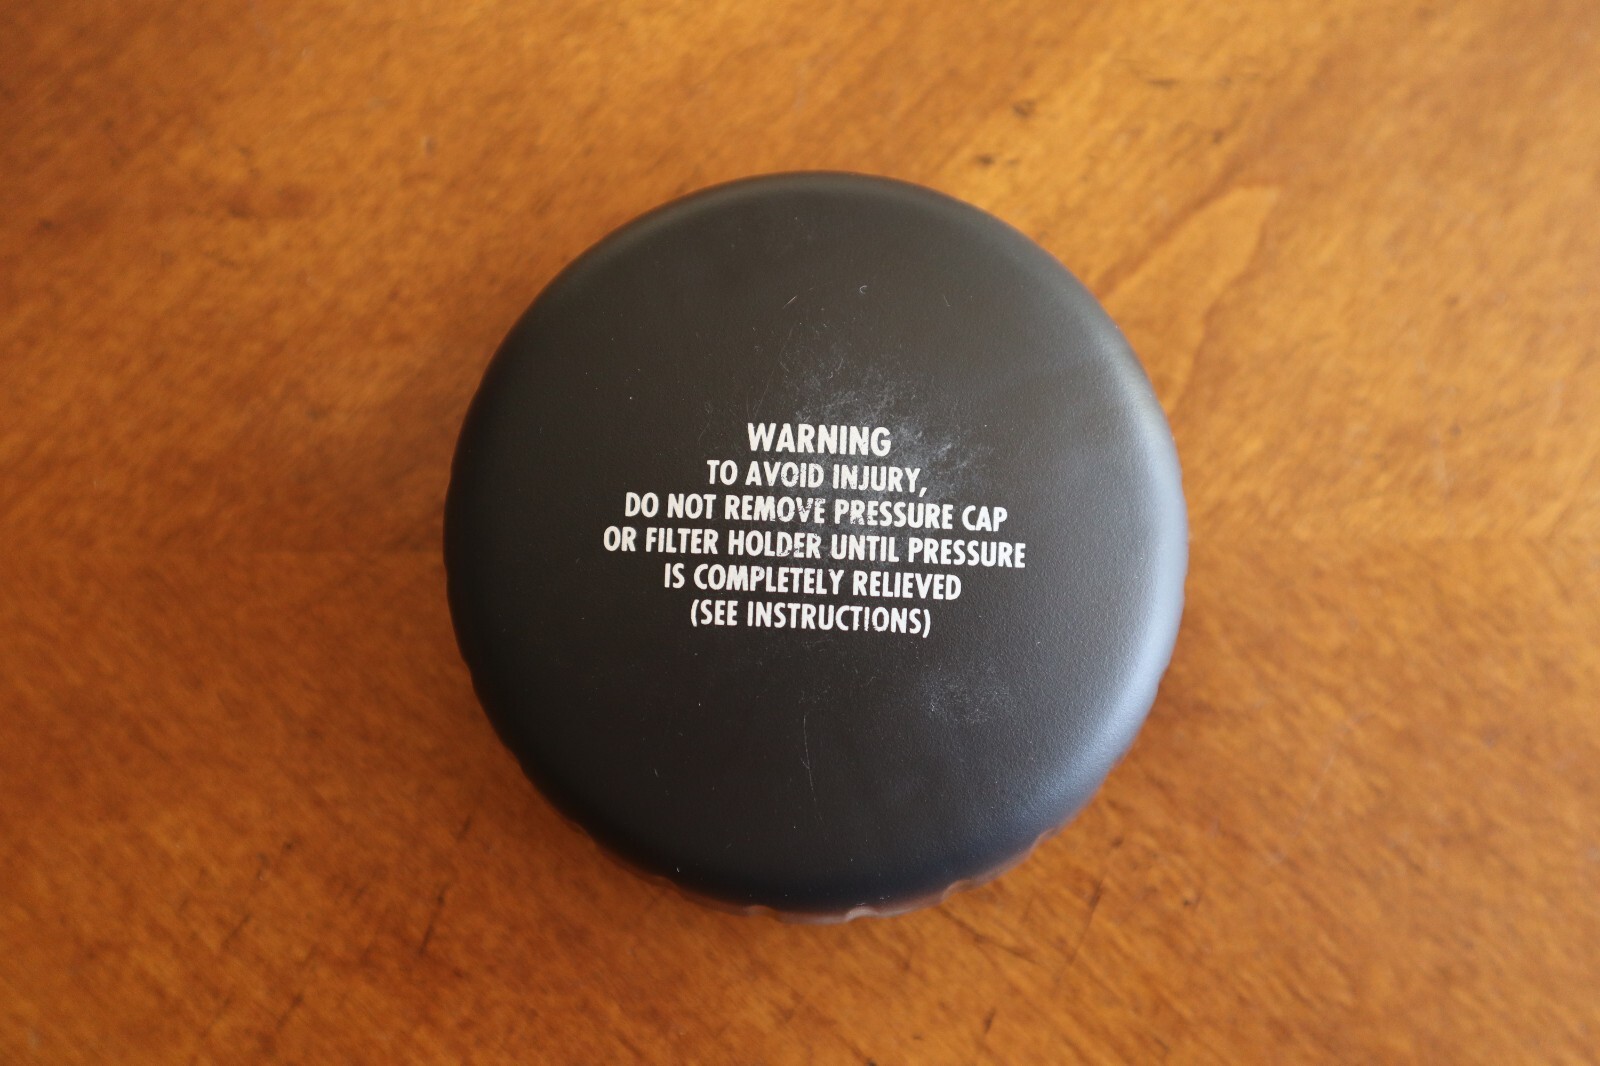 WARNING
TO AVOID INJURY,
DO NOT REMOVE PRESSURE CAP
OR FILTER HOLDER UNTIL PRESSURE
IS COMPLETELY RELIEVED
(SEE INSTRUCTIONS)